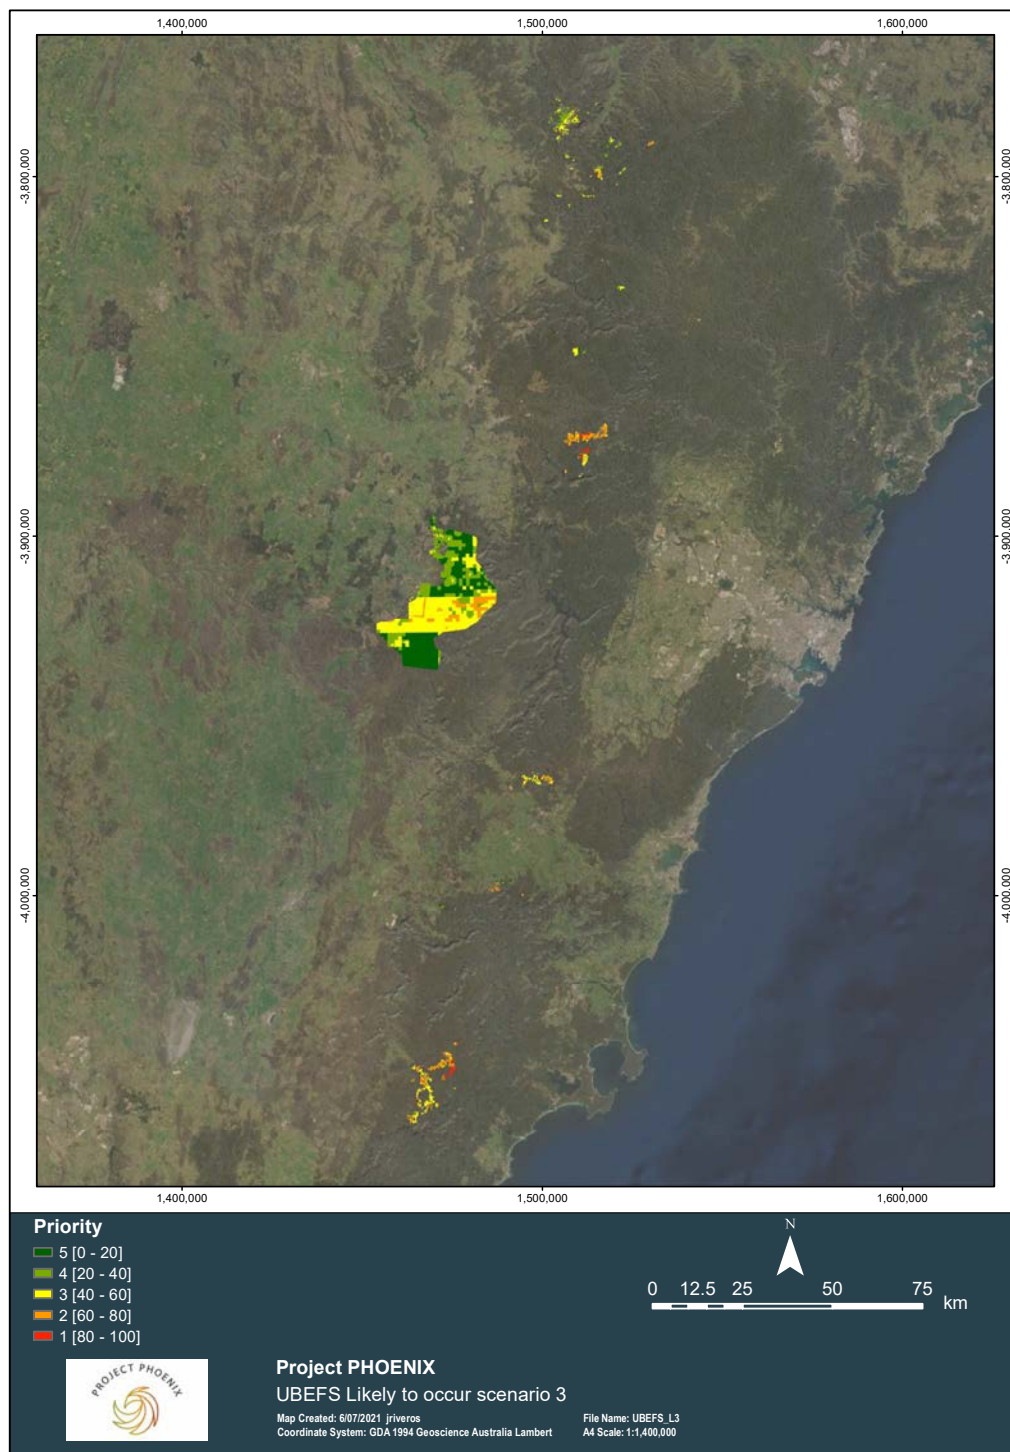 1,400,000
1,500,000
1,600,000
-3,800,000
-3,800,000
-3,900,000
-3,900,000
-4,000,000
-4,000,000
1,400,000
1,500,000
1,600,000
Priority
5 [0 - 20]
4 [20 - 40]
3 [40 - 60]
2 [60 - 80]
1 [80 - 100]
N
0 12.5 25 50 75
km
PROJECT PHOENIX
Project PHOENIX
UBEFS Likely to occur scenario 3
Map Created: 6/07/2021 jriveros
File Name: UBEFS_L3
Coordinate System: GDA 1994 Geoscience Australia Lambert
A4 Scale: 1:1,400,000